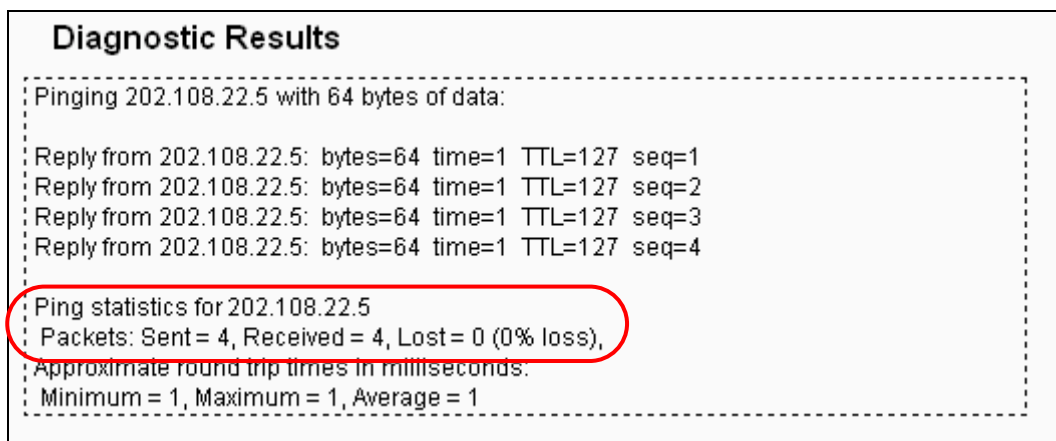 Diagnostic Results
Pinging 202.108.22.5 with 64 bytes of data:
Reply from 202.108.22.5: bytes=64 time=1 TTL=127 seq=1
Reply from 202.108.22.5: bytes=64 time=1 TTL=127 seq=2
Reply from 202.108.22.5: bytes=64 time=1 TTL=127 seq=3
Reply from 202.108.22.5: bytes=64 time=1 TTL=127 seq=4
Ping statistics for 202.108.22.5
Packets: Sent = 4, Received = 4, Lost = 0 (0% loss),
Approximate round trip times in milliseconds:
Minimum = 1, Maximum = 1, Average = 1